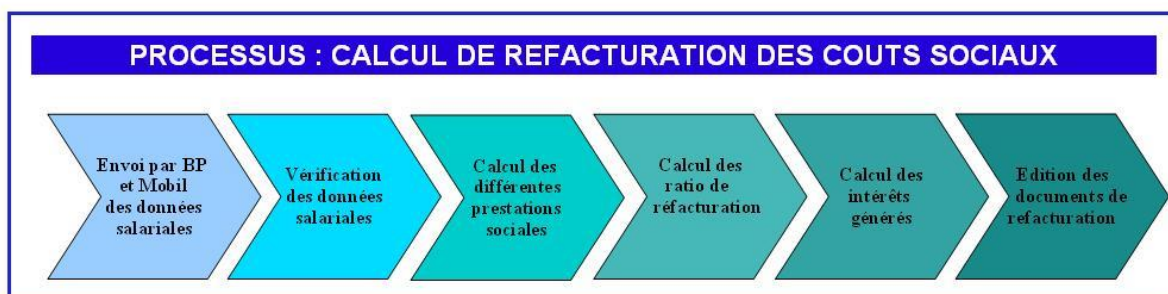 PROCESSUS : CALCUL DE REFACTURATION DES COUTS SOCIAUX
Envoi par BP
et Mobil
des données
salariales
Vérification
des données
salariales
Calcul des
différentes
prestations
sociales
Calcul des
ratio de
réfacturation
Calcul des
intérêts
générés
Edition des
documents de
refacturation